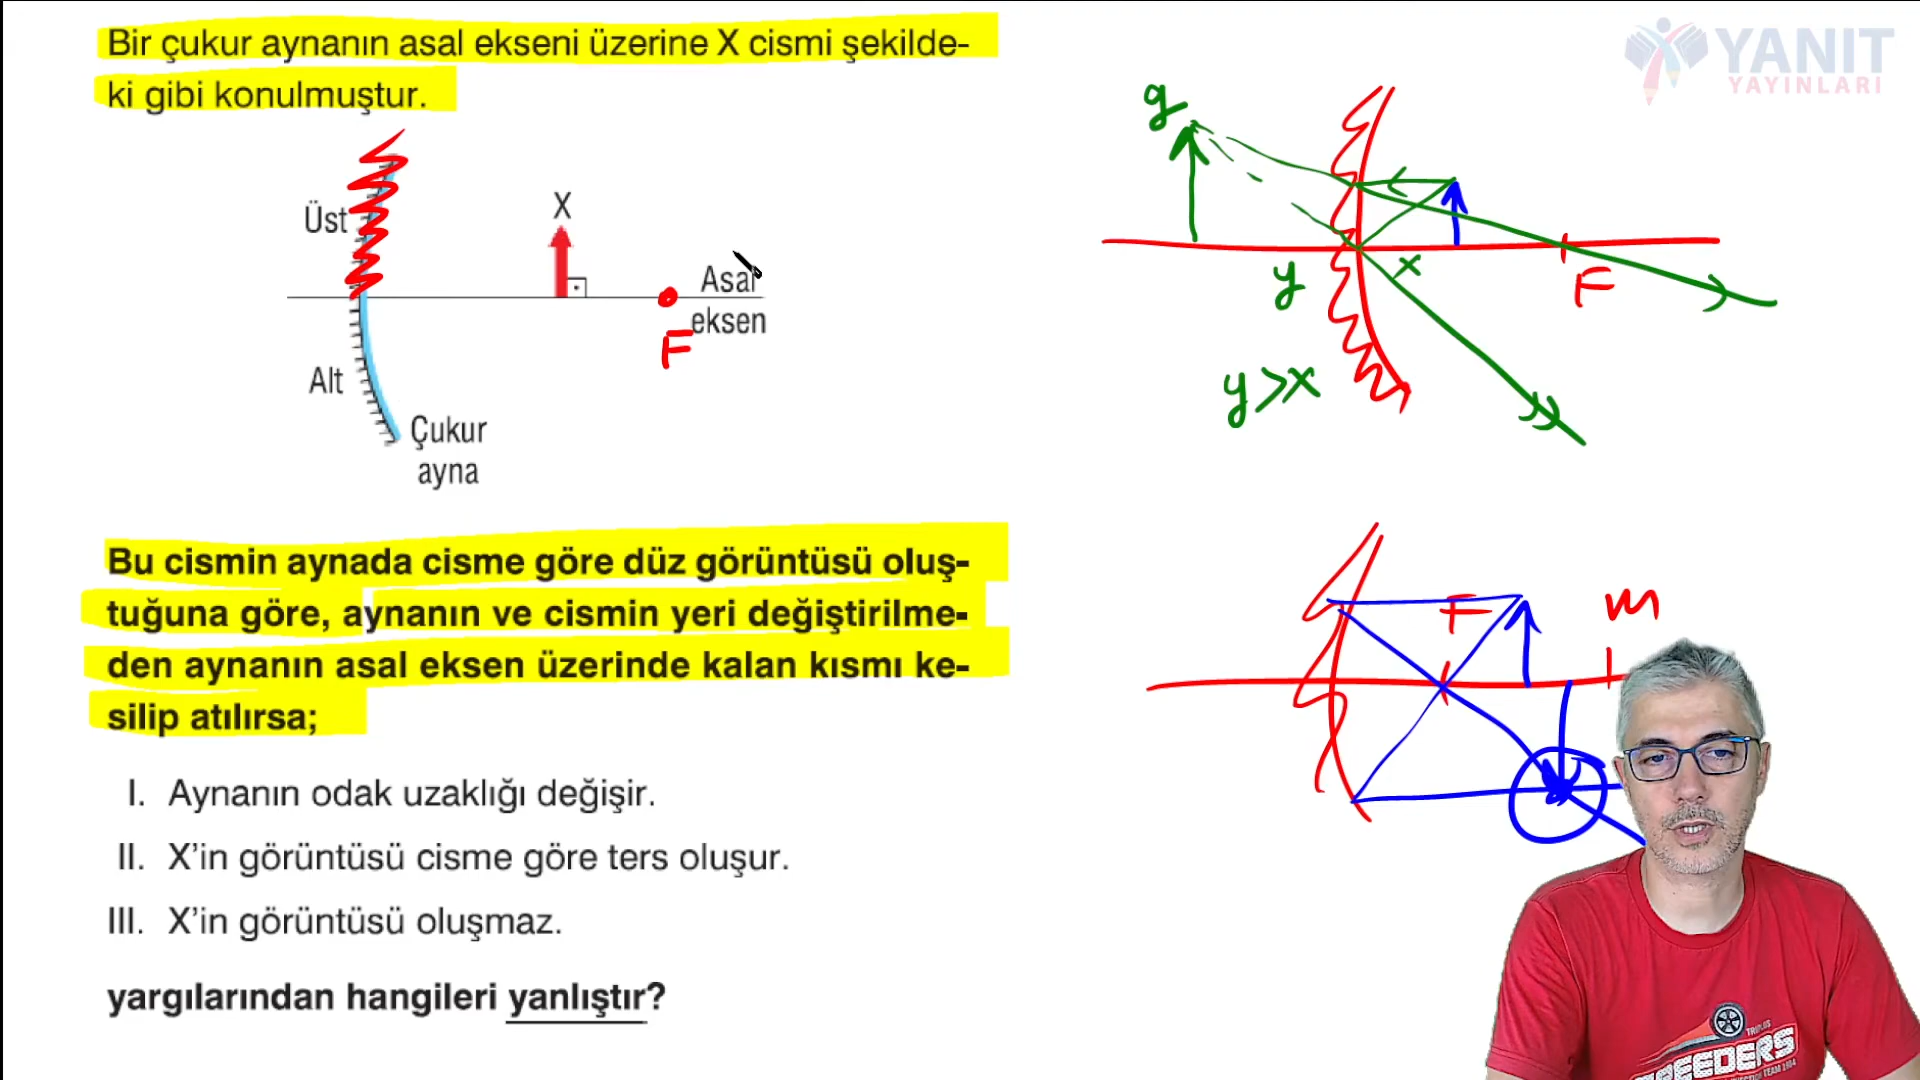 Bir çukur aynanın asal ekseni üzerine X cismi şekilde-
ki gibi konulmuştur.
Üst
X
Asal
eksen
F
Alt
Çukur
ayna
Bu cismin aynada cisme göre düz görüntüsü oluş-
tuğuna göre, aynanın ve cismin yeri değiştirilme-
den aynanın asal eksen üzerinde kalan kısmı ke-
silip atılırsa;
I. Aynanın odak uzaklığı değişir.
II. X'in görüntüsü cisme göre ters oluşur.
III. X'in görüntüsü oluşmaz.
yargılarından hangileri yanlıştır?
YANIT
YAYINLARI
g
y
x
F
y>x
F
m